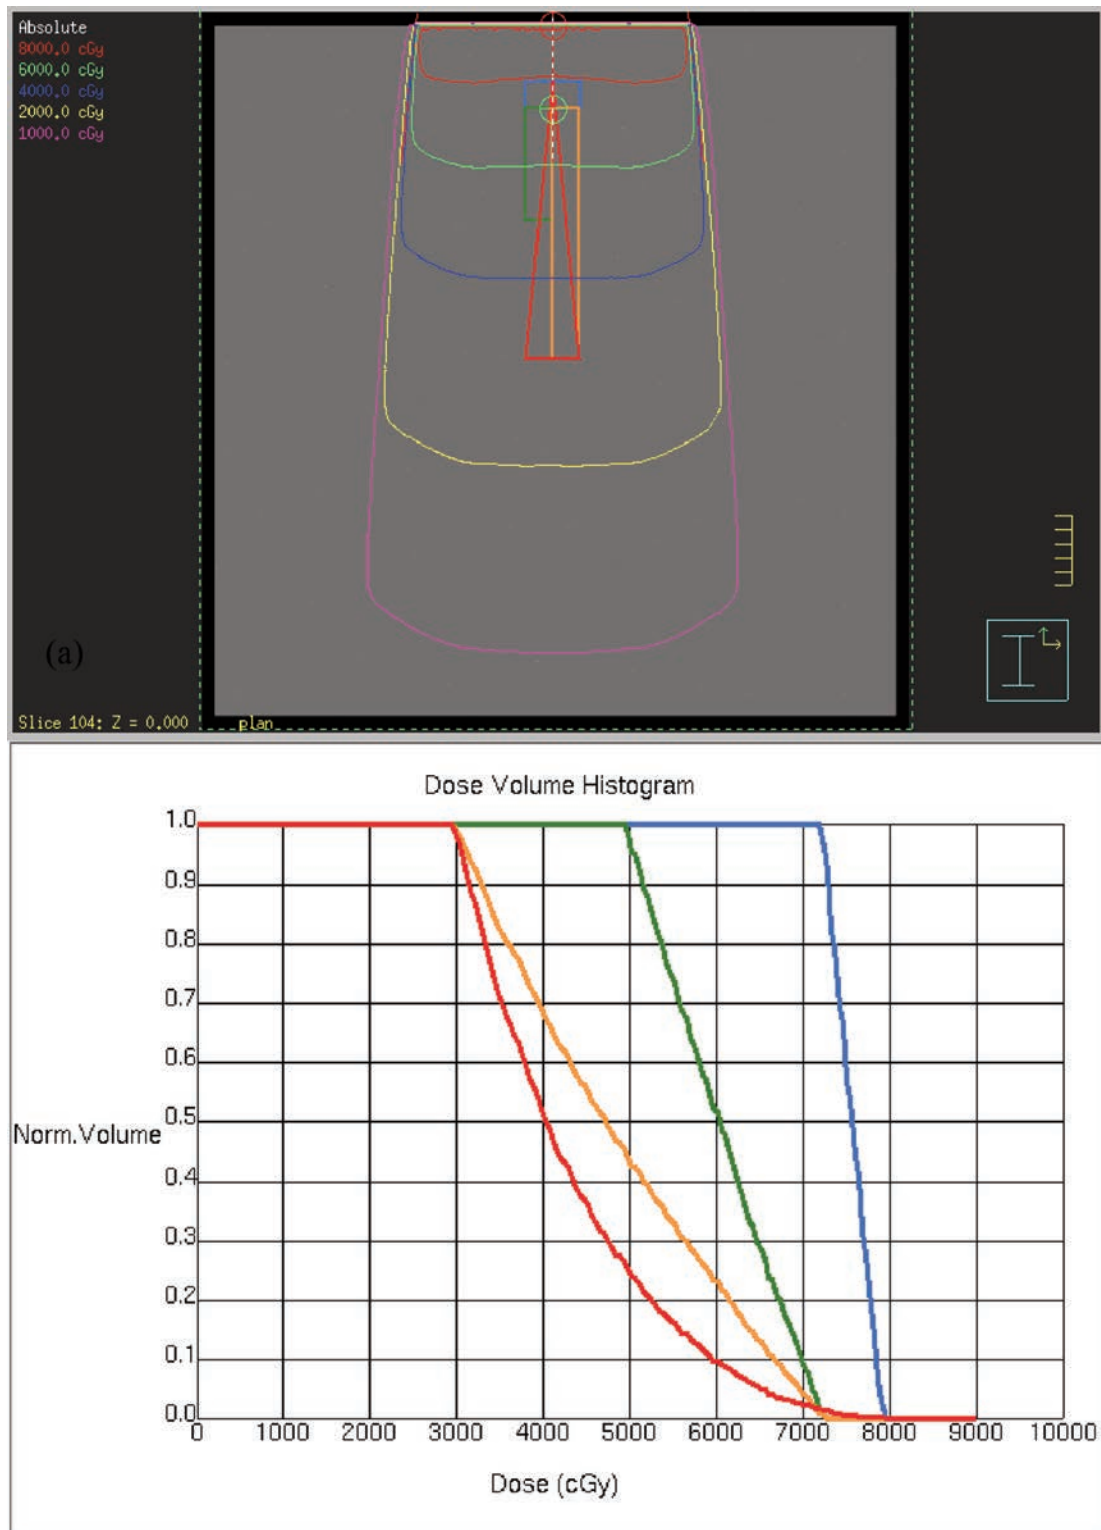 Absolute
8000.0 cGy
6000.0 cGy
4000.0 cGy
2000.0 cGy
1000.0 cGy
(a)
Slice 104: Z = 0.000 plan
Dose Volume Histogram
1.0
0.9
0.8
0.7
0.6
0.5
Norm.Volume
0.4
0.3
0.2
0.1
0.0
0 1000 2000 3000 4000 5000 6000 7000 8000 9000 10000
Dose (cGy)